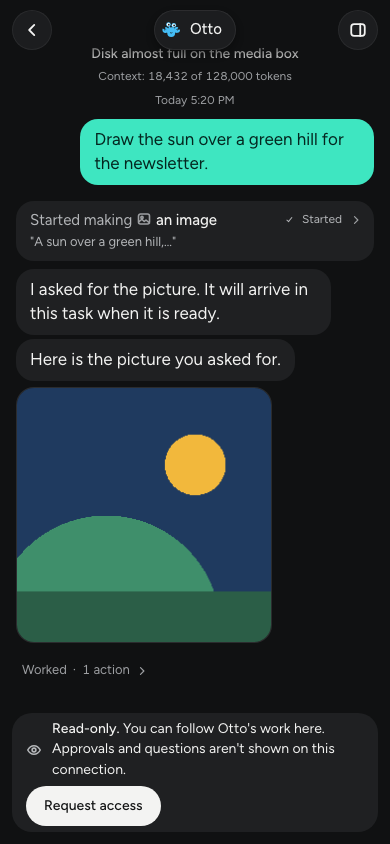 Otto
Disk almost full on the media box
Context: 18,432 of 128,000 tokens
Today 5:20 PM
Draw the sun over a green hill for
the newsletter.
Started making an image
✓ Started
"A sun over a green hill,..."
I asked for the picture. It will arrive in
this task when it is ready.
Here is the picture you asked for.
Worked · 1 action
Read-only. You can follow Otto's work here.
Approvals and questions aren't shown on this
connection.
Request access